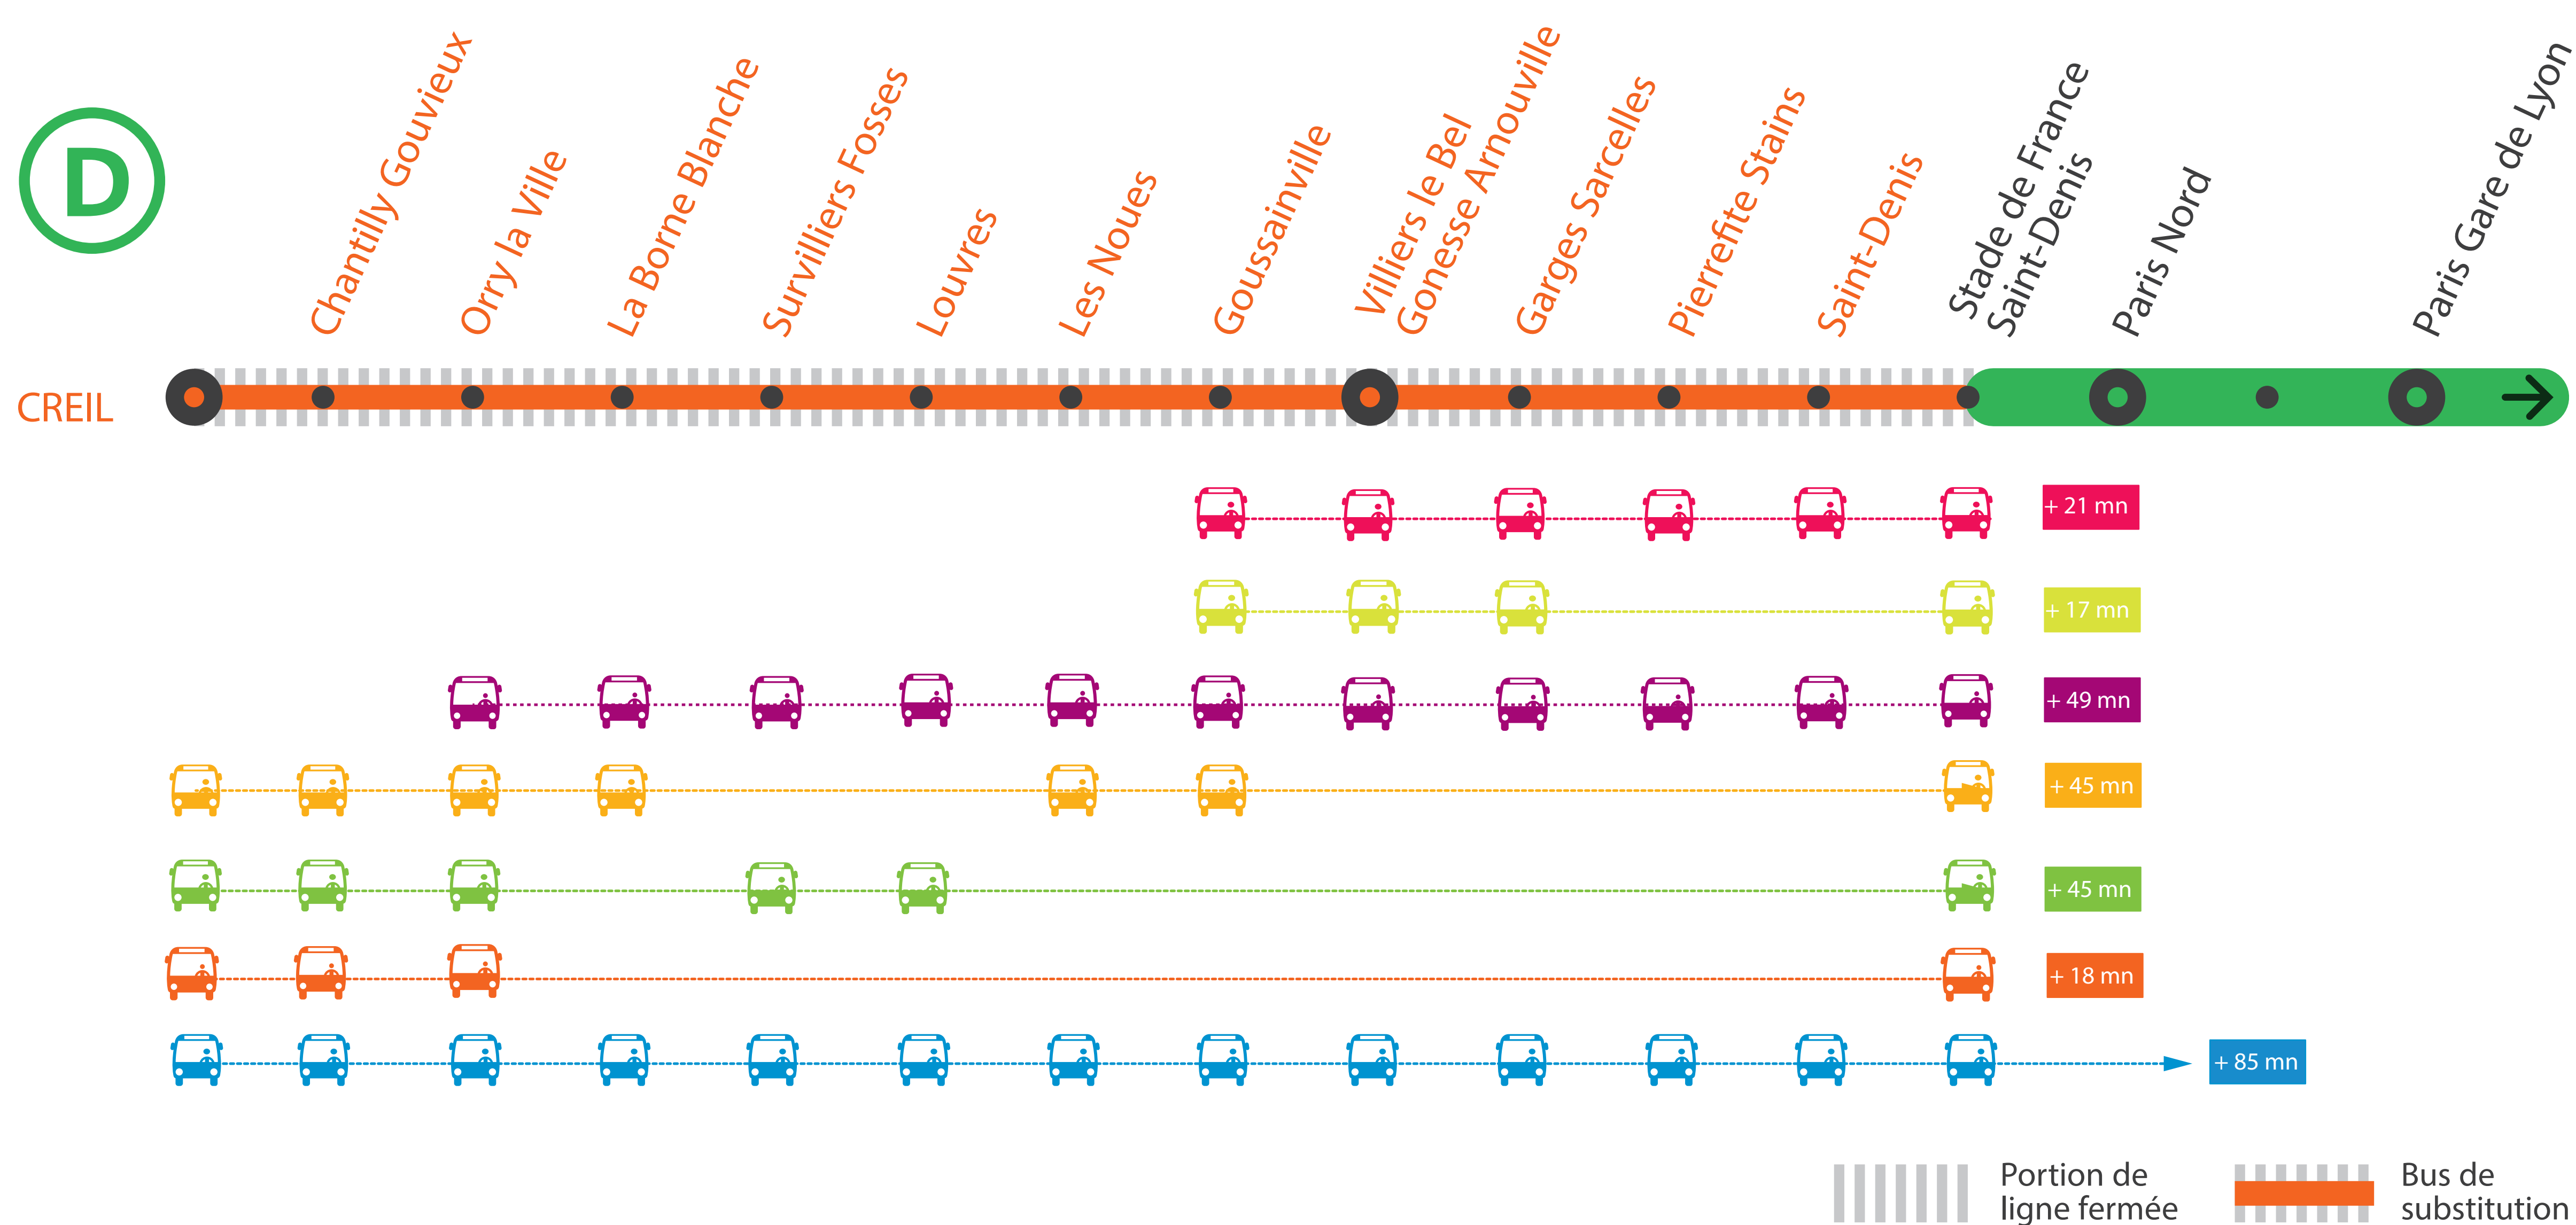 D
Chantilly Gouvieux
Orry la Ville
La Borne Blanche
Survilliers Fosses
Louvres
Les Noues
Goussainville
Villiers le Bel
Gonesse Arnouville
Garges Sarcelles
Pierrefite Stains
Saint-Denis
Stade de France
Saint-Denis
Paris Nord
Paris Gare de Lyon
CREIL
+ 21 mn
+ 17 mn
+ 49 mn
+ 45 mn
+ 45 mn
+ 18 mn
+ 85 mn
Portion de
ligne fermée
Bus de
substitution